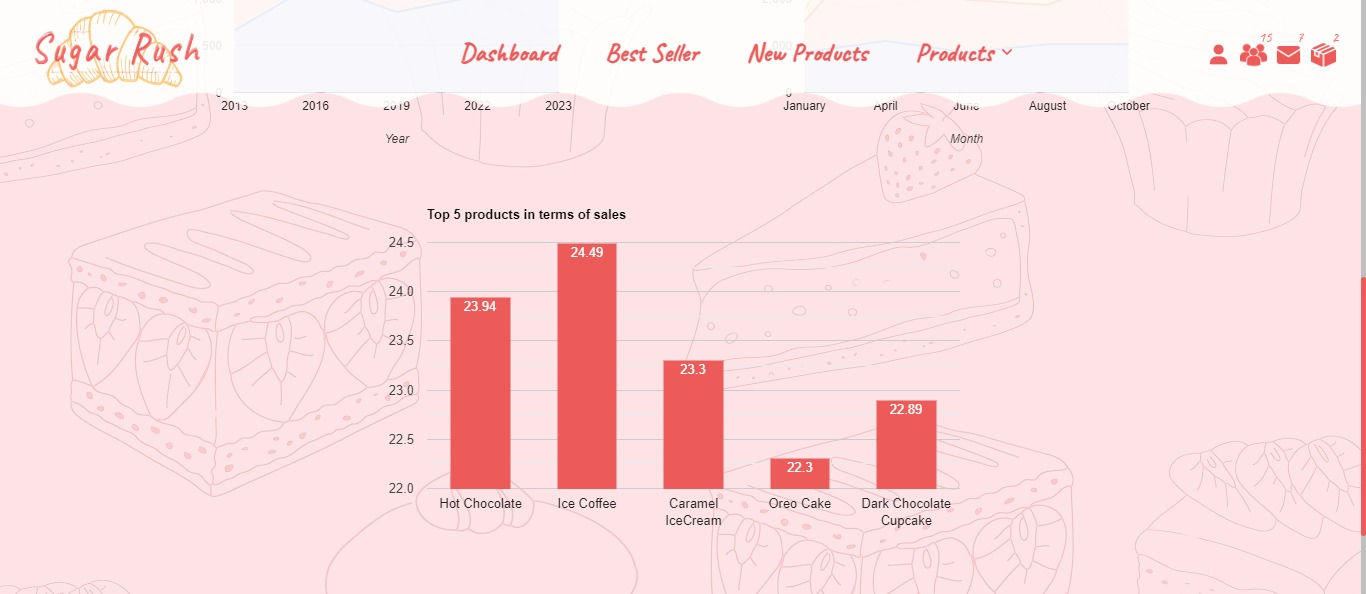 Sugar Rush
Dashboard
Best Seller
New Products
Products
15
7
2
500
2013
2016
2019
2022
2023
Year
January
April
June
August
October
Month
Top 5 products in terms of sales
24.5
24.0
23.5
23.0
22.5
22.0
23.94
24.49
23.3
22.3
22.89
Hot Chocolate
Ice Coffee
Caramel
IceCream
Oreo Cake
Dark Chocolate
Cupcake